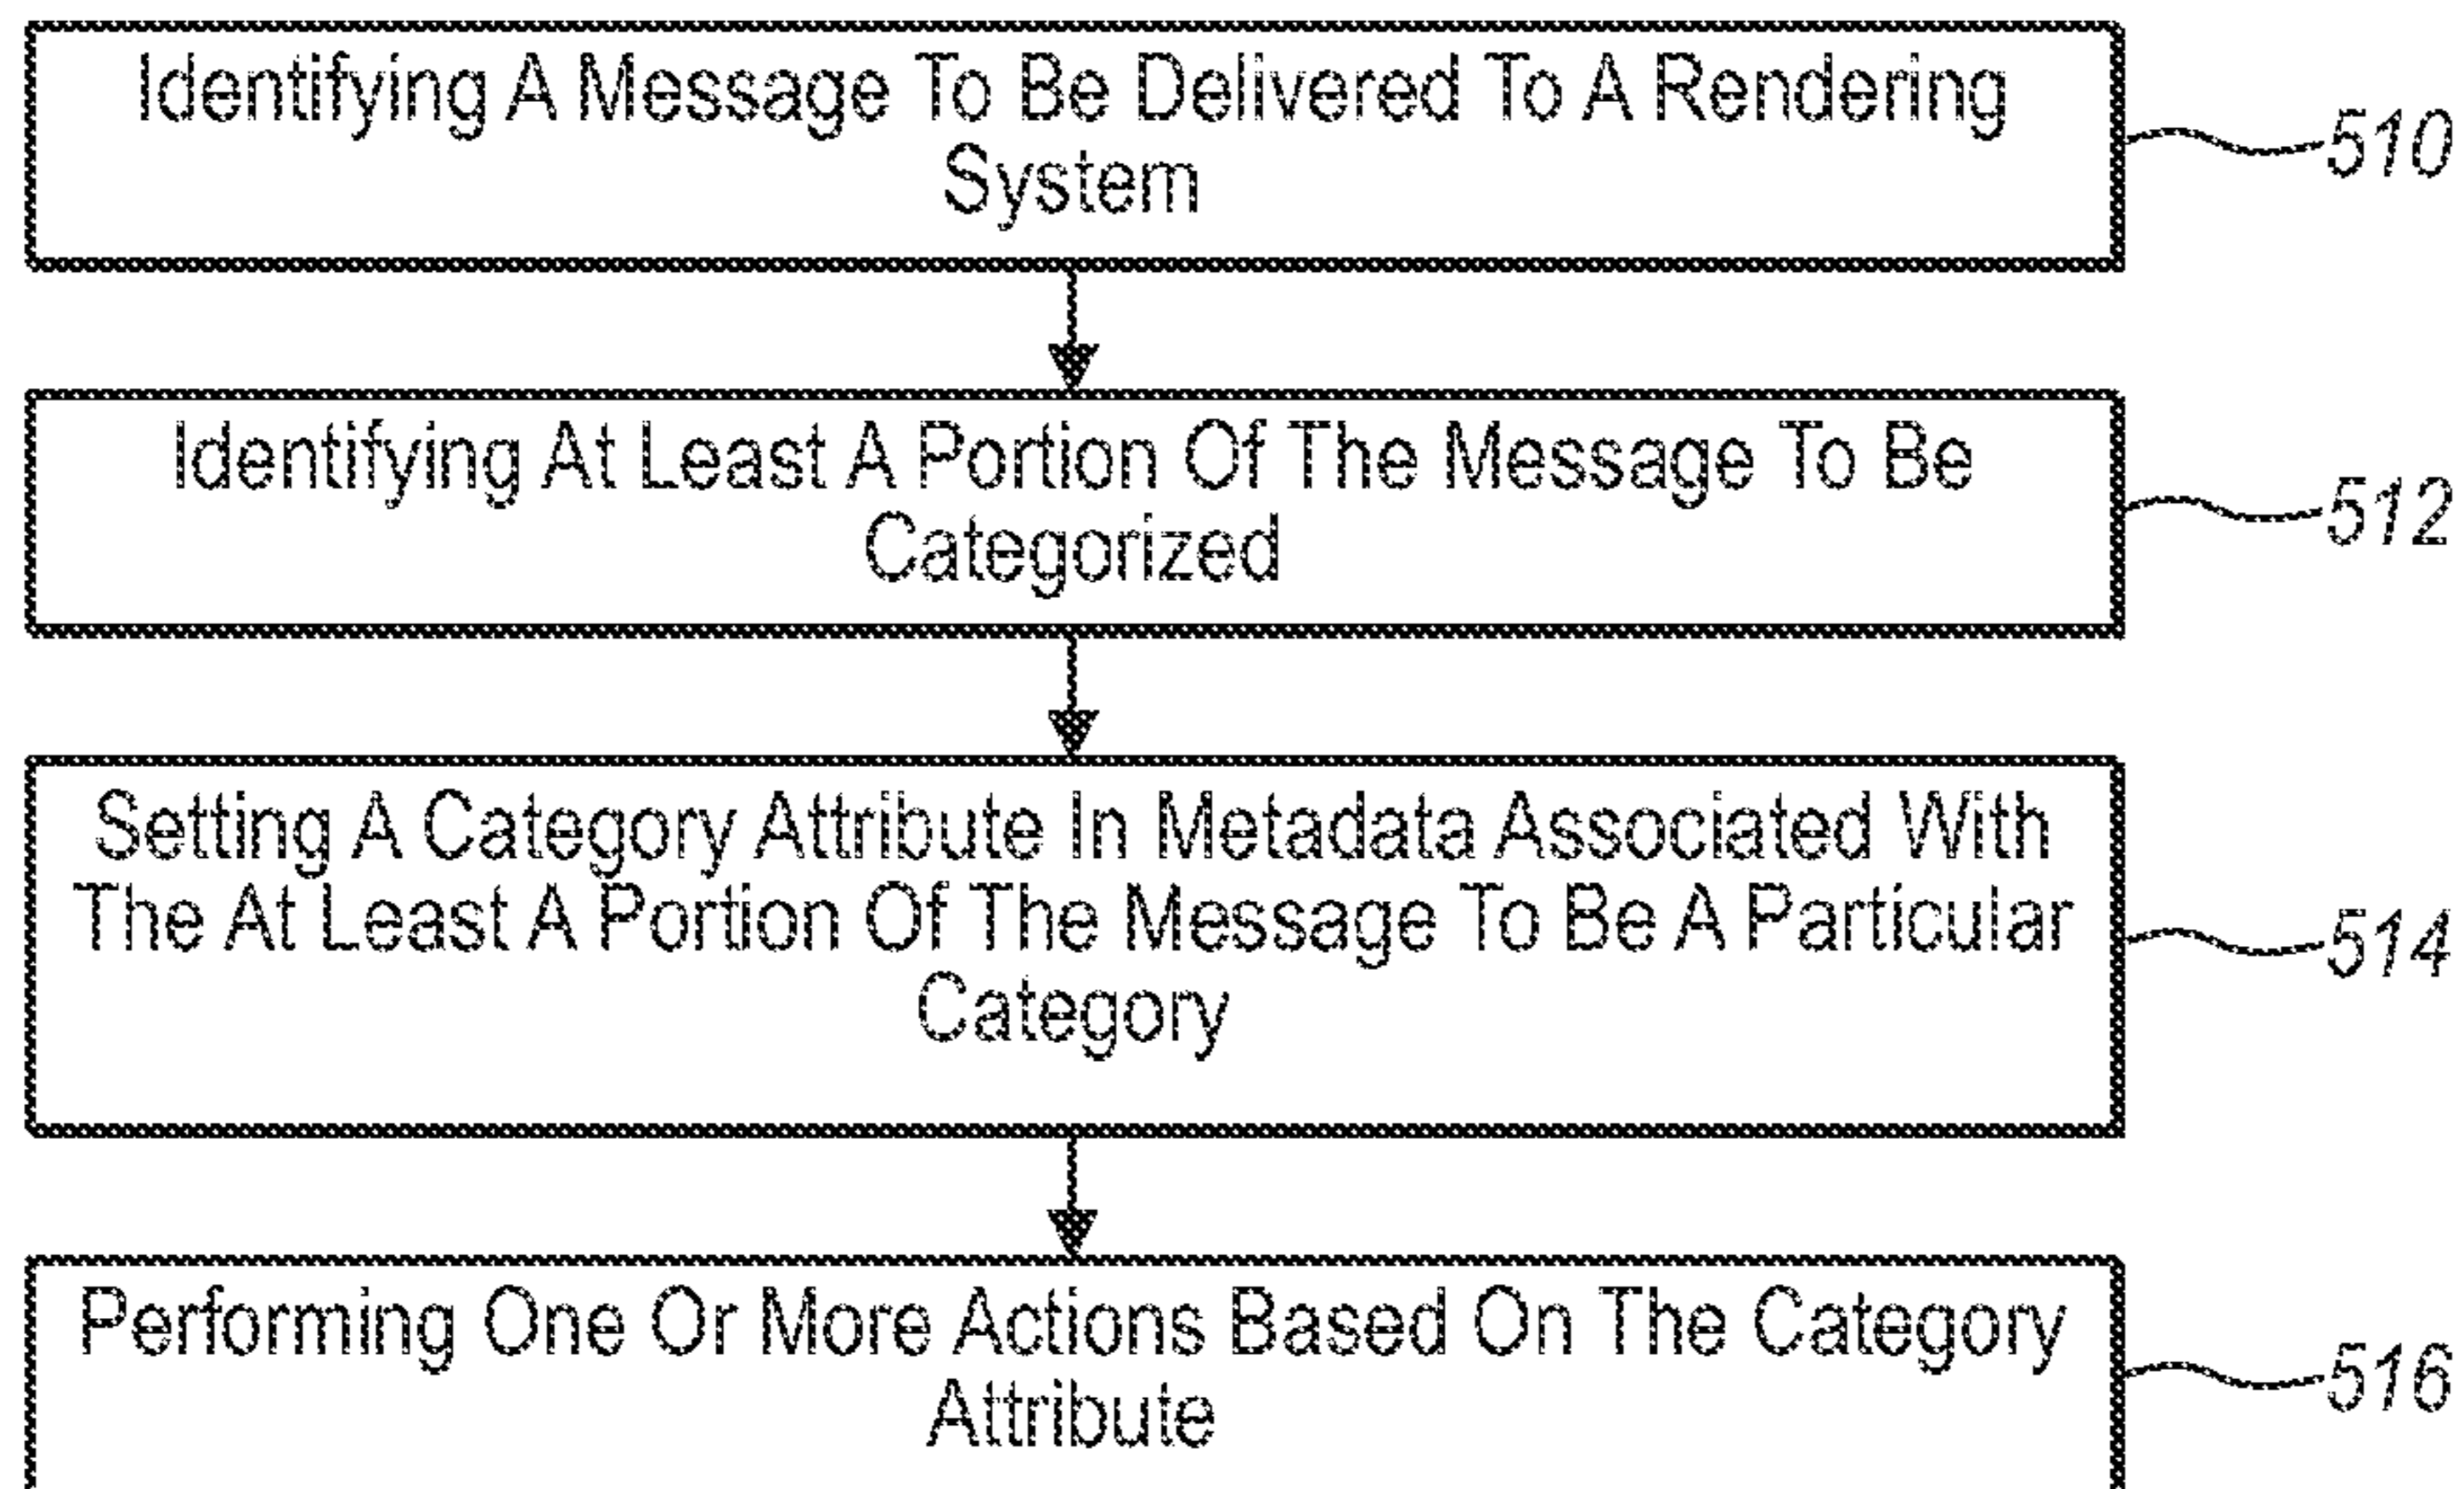 Identifying A Message To Be Delivered To A Rendering
System
510
Identifying At Least A Portion Of The Message To Be
Categorized
512
Setting A Category Attribute In Metadata Associated With
The At Least A Portion Of The Message To Be A Particular
Category
514
Performing One Or More Actions Based On The Category
Attribute
516